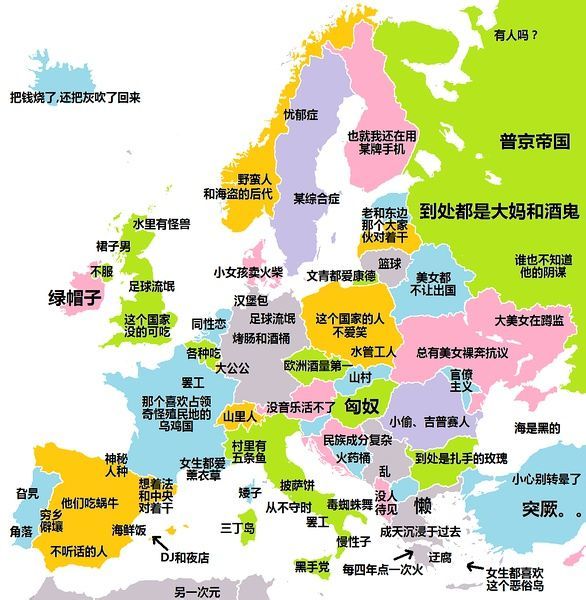 有人吗？
把钱烧了,还把灰吹了回来
忧郁症
也就我还在用
某牌手机
普京帝国
野蛮人
和海盗的后代
某综合症
老和东边
那个大家
伙对着干
到处都是大妈和酒鬼
水里有怪兽
裙子男
不服
绿帽子
足球流氓
这个国家
没的可吃
小女孩卖火柴
篮球
文青都爱康德
美女都
不让出国
谁也不知道
他的阴谋
汉堡包
同性恋
足球流氓
烤肠和酒桶
这个国家的人
不爱笑
水管工人
大美女在蹲监
总有美女裸奔抗议
各种吃
大公公
欧洲酒量第一
山村
官僚
主义
罢工
那个喜欢占领
奇怪殖民地的
乌鸡国
山里人
没音乐活不了
匈奴
小偷、吉普赛人
海是黑的
民族成分复杂
火药桶
乱
到处是扎手的玫瑰
神秘
人种
女生都爱
薰衣草
村里有
五条鱼
想着法
和中央
对着干
旮旯
穷乡
僻壤
角落
他们吃蜗牛
海鲜饭
不听话的人
矮子
披萨饼
从不守时
罢工
毒蜘蛛舞
没人
待见
懒
成天沉浸于过去
小心别转晕了
突厥。。
三丁岛
慢性子
DJ和夜店
黑手党
每四年点一次火
迂腐
女生都喜欢
这个恶俗岛
另一次元